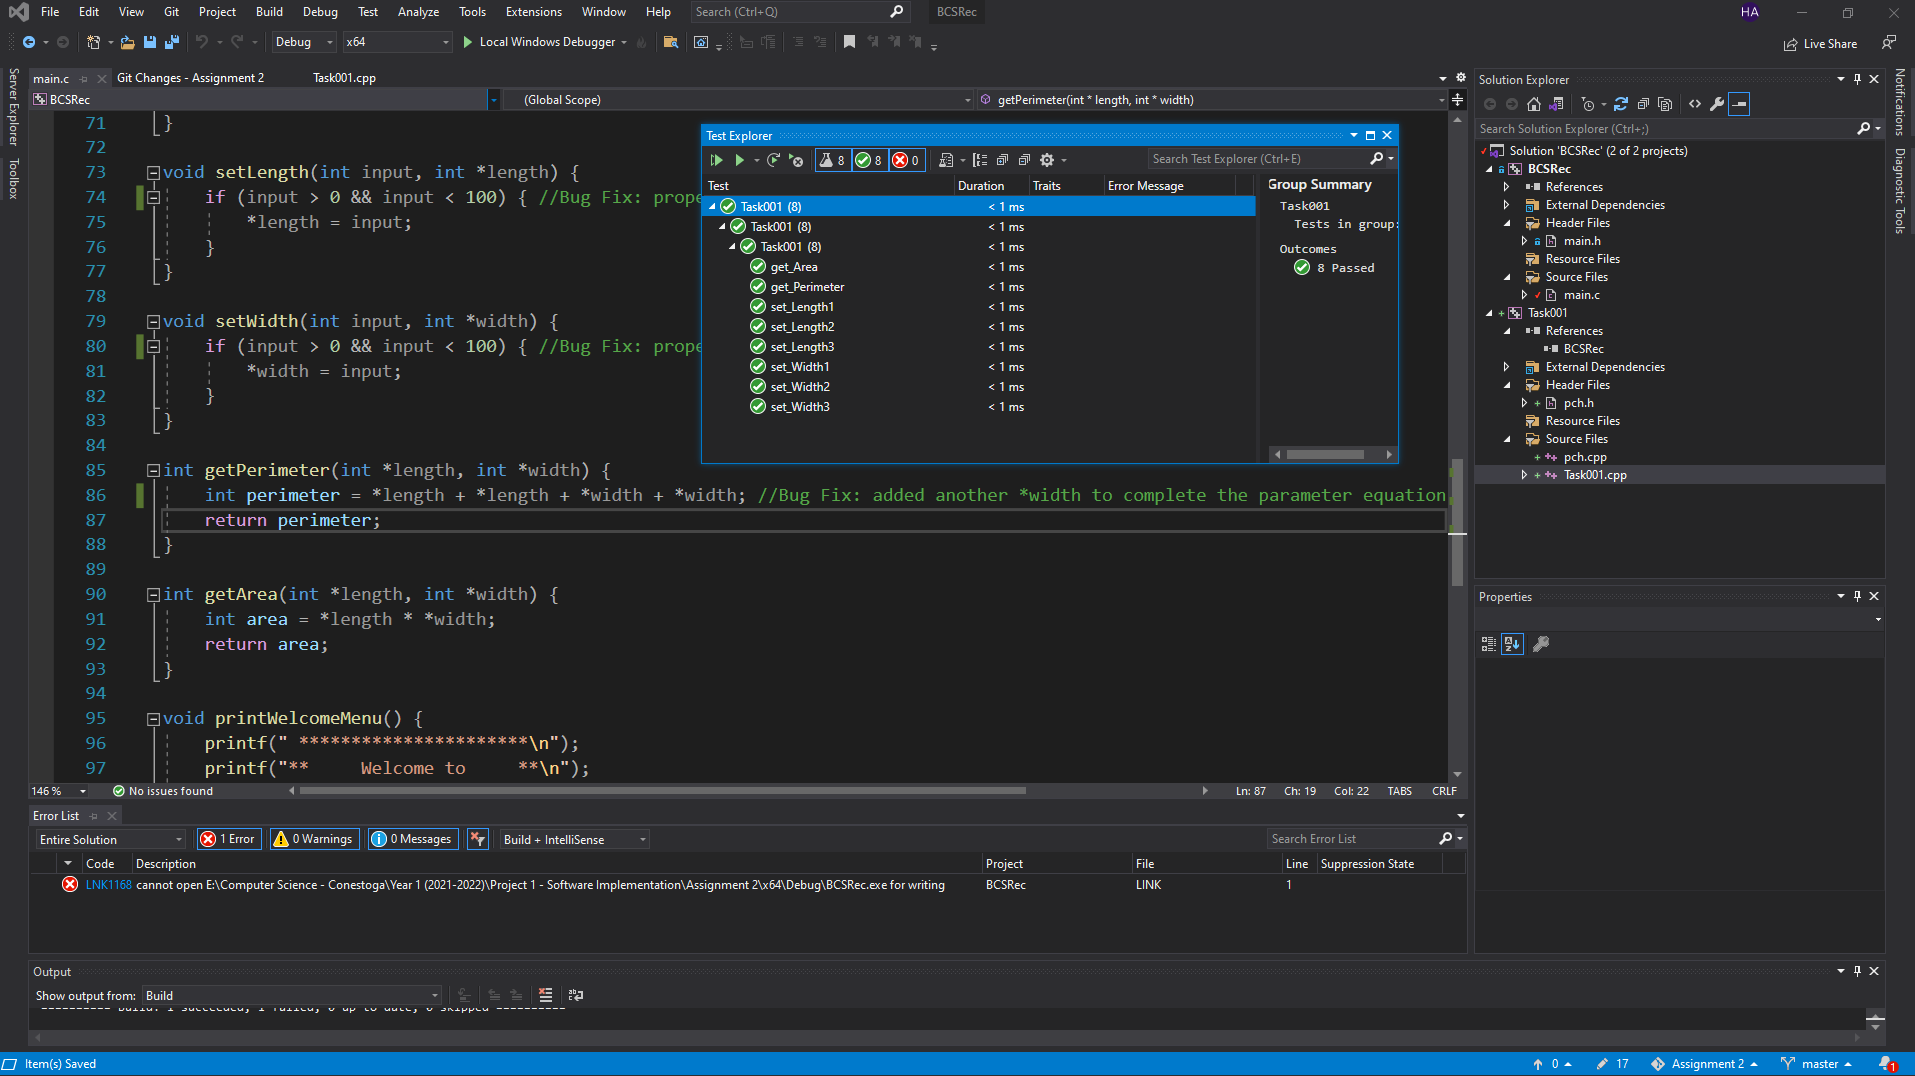 File Edit View Git Project Build Debug Test Analyze Tools Extensions Window Help Search (Ctrl+Q) BCSRec HA
Debug x64 Local Windows Debugger Live Share
main.c Git Changes - Assignment 2 Task001.cpp
BCSRec (Global Scope) getPerimeter(int * length, int * width)
Server Explorer
Toolbox
71 }
72
73 void setLength(int input, int *length) {
74 if (input > 0 && input < 100) { //Bug Fix: prope
75 *length = input;
76 }
77 }
78
79 void setWidth(int input, int *width) {
80 if (input > 0 && input < 100) { //Bug Fix: prope
81 *width = input;
82 }
83 }
84
85 int getPerimeter(int *length, int *width) {
86 int perimeter = *length + *length + *width + *width; //Bug Fix: added another *width to complete the parameter equation
87 return perimeter;
88 }
89
90 int getArea(int *length, int *width) {
91 int area = *length * *width;
92 return area;
93 }
94
95 void printWelcomeMenu() {
96 printf(" **********************\n");
97 printf("**     Welcome to     **\n");
146 % No issues found Ln: 87 Ch: 19 Col: 22 TABS CRLF
Test Explorer
8 8 0 Search Test Explorer (Ctrl+E)
Test Duration Traits Error Message
Task001 (8) < 1 ms
Task001 (8) < 1 ms
Task001 (8) < 1 ms
get_Area < 1 ms
get_Perimeter < 1 ms
set_Length1 < 1 ms
set_Length2 < 1 ms
set_Length3 < 1 ms
set_Width1 < 1 ms
set_Width2 < 1 ms
set_Width3 < 1 ms
Group Summary
Task001
Tests in group:
Outcomes
8 Passed
Solution Explorer
Search Solution Explorer (Ctrl+;)
Solution 'BCSRec' (2 of 2 projects)
BCSRec
References
External Dependencies
Header Files
main.h
Resource Files
Source Files
main.c
Task001
References
BCSRec
External Dependencies
Header Files
pch.h
Resource Files
Source Files
pch.cpp
Task001.cpp
Notifications
Diagnostic Tools
Properties
Error List
Entire Solution 1 Error 0 Warnings 0 Messages Build + IntelliSense Search Error List
Code Description Project File Line Suppression State
LNK1168 cannot open E:\Computer Science - Conestoga\Year 1 (2021-2022)\Project 1 - Software Implementation\Assignment 2\x64\Debug\BCSRec.exe for writing BCSRec LINK 1
Output
Show output from: Build
========== Build: 1 succeeded, 1 failed, 0 up-to-date, 0 skipped ==========
Item(s) Saved 0 17 Assignment 2 master 1